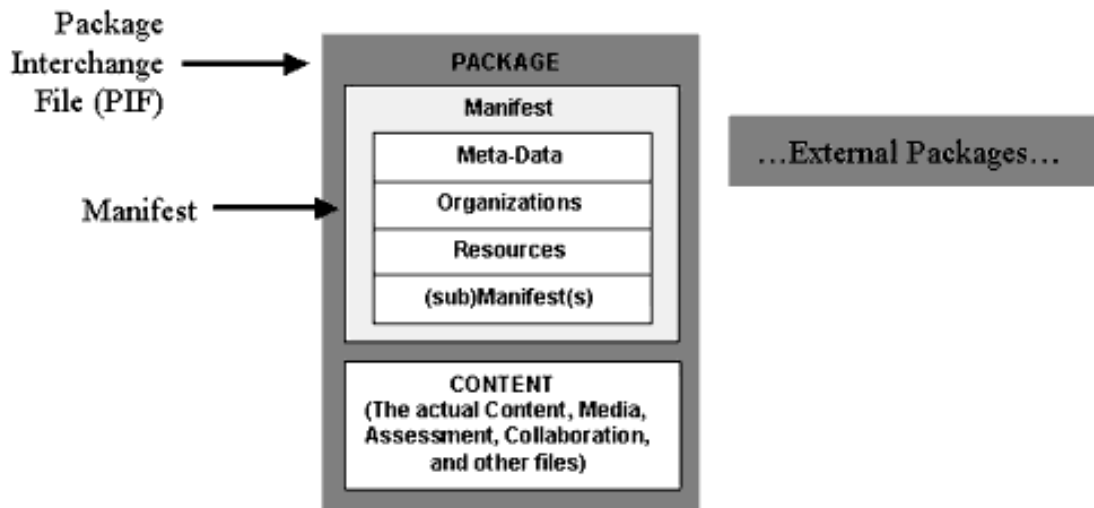 Package
Interchange
File (PIF)
PACKAGE
Manifest
Meta-Data
Organizations
Resources
(sub)Manifest(s)
Manifest
CONTENT
(The actual Content, Media,
Assessment, Collaboration,
and other files)
...External Packages...